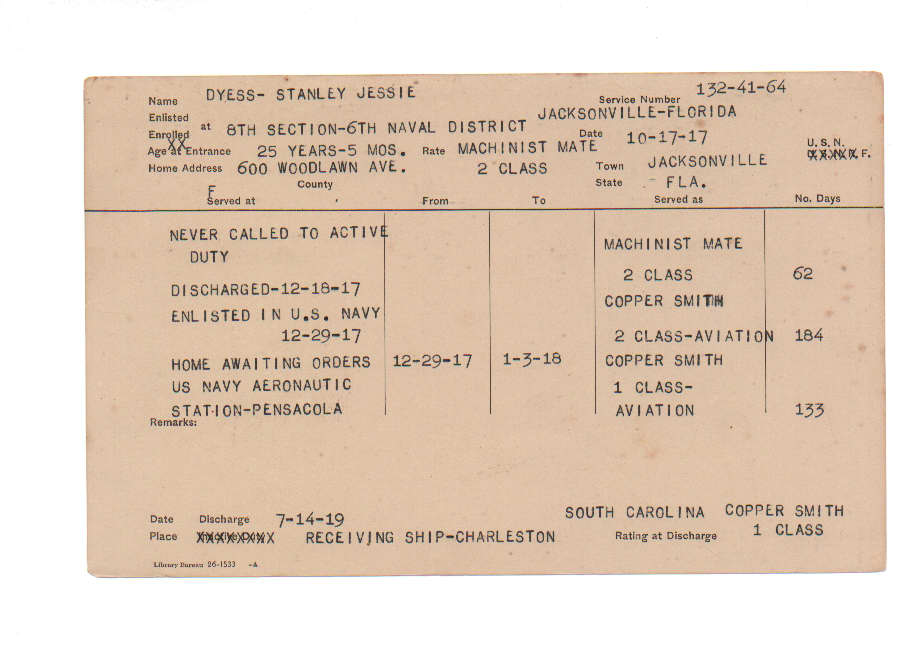 Name DYESS- STANLEY JESSIE Service Number 132-41-64
Enlisted JACKSONVILLE-FLORIDA
Enrolled at 8TH SECTION-6TH NAVAL DISTRICT Date 10-17-17
Age at Entrance 25 YEARS-5 MOS. Rate MACHINIST MATE U. S. N.
Home Address 600 WOODLAWN AVE. 2 CLASS Town JACKSONVILLE F.
County State - FLA.
F
Served at From To Served as No. Days
NEVER CALLED TO ACTIVE MACHINIST MATE
DUTY 2 CLASS 62
DISCHARGED-12-18-17 COPPER SMITH
ENLISTED IN U.S. NAVY
12-29-17 2 CLASS-AVIATION 184
HOME AWAITING ORDERS 12-29-17 1-3-18 COPPER SMITH
US NAVY AERONAUTIC 1 CLASS-
STATION-PENSACOLA AVIATION 133
Remarks:
SOUTH CAROLINA COPPER SMITH
Date Discharge 7-14-19 1 CLASS
Place XXXXXXXX RECEIVING SHIP-CHARLESTON Rating at Discharge
Library Bureau 26-1533 -A